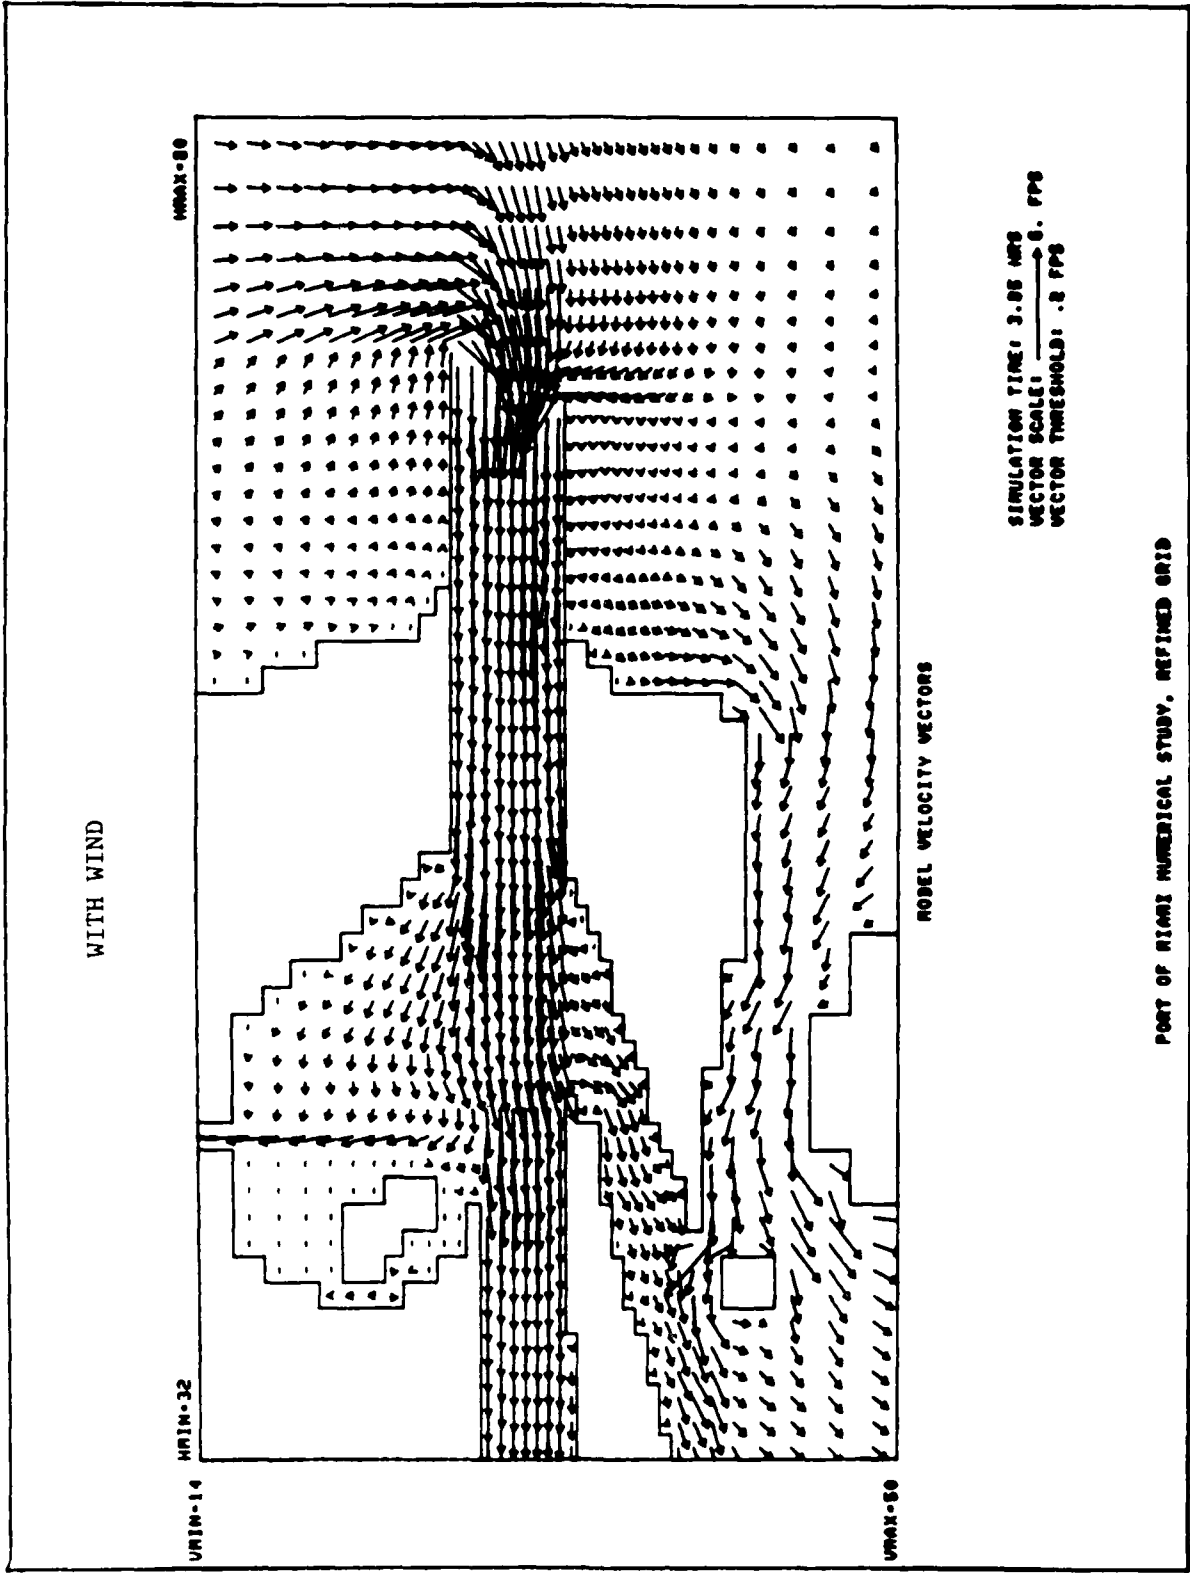 WITH WIND
HMIN=32
HMAX=80
VMIN=14
VMAX=50
MODEL VELOCITY VECTORS
SIMULATION TIME: 3.85 HRS
VECTOR SCALE: 6. FPS
VECTOR THRESHOLD: .2 FPS
PORT OF MIAMI NUMERICAL STUDY, REFINED GRID